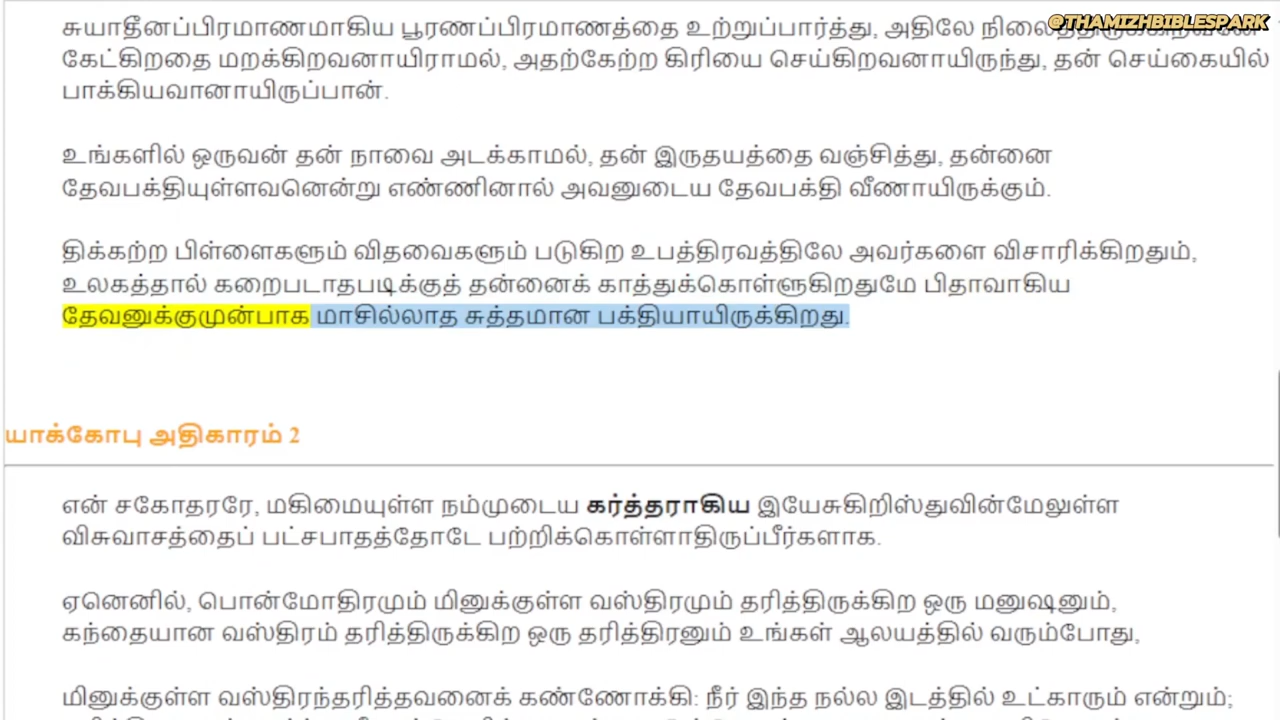 @THAMIZHBIBLESPARK
சுயாதீனப்பிரமாணமாகிய பூரணப்பிரமாணத்தை உற்றுப்பார்த்து, அதிலே
கேட்கிறதை மறக்கிறவனாயிராமல், அதற்கேற்ற கிரியை செய்கிறவனாயிருந்து, தன் செய்கையில்
பாக்கியவானாயிருப்பான்.
உங்களில் ஒருவன் தன் நாவை அடக்காமல், தன் இருதயத்தை வஞ்சித்து, தன்னை
தேவபக்தியுள்ளவனென்று எண்ணினால் அவனுடைய தேவபக்தி வீணாயிருக்கும்.
திக்கற்ற பிள்ளைகளும் விதவைகளும் படுகிற உபத்திரவத்திலே அவர்களை விசாரிக்கிறதும்,
உலகத்தால் கறைபடாதபடிக்குத் தன்னைக் காத்துக்கொள்ளுகிறதுமே பிதாவாகிய
தேவனுக்குமுன்பாக மாசில்லாத சுத்தமான பக்தியாயிருக்கிறது.
யாக்கோபு அதிகாரம் 2
என் சகோதரரே, மகிமையுள்ள நம்முடைய கர்த்தராகிய இயேசுகிறிஸ்துவின்மேலுள்ள
விசுவாசத்தைப் பட்சபாதத்தோடே பற்றிக்கொள்ளாதிருப்பீர்களாக.
ஏனெனில், பொன்மோதிரமும் மினுக்குள்ள வஸ்திரமும் தரித்திருக்கிற ஒரு மனுஷனும்,
கந்தையான வஸ்திரம் தரித்திருக்கிற ஒரு தரித்திரனும் உங்கள் ஆலயத்தில் வரும்போது,
மினுக்குள்ள வஸ்திரந்தரித்தவனைக் கண்ணோக்கி: நீர் இந்த நல்ல இடத்தில் உட்காரும் என்றும்;